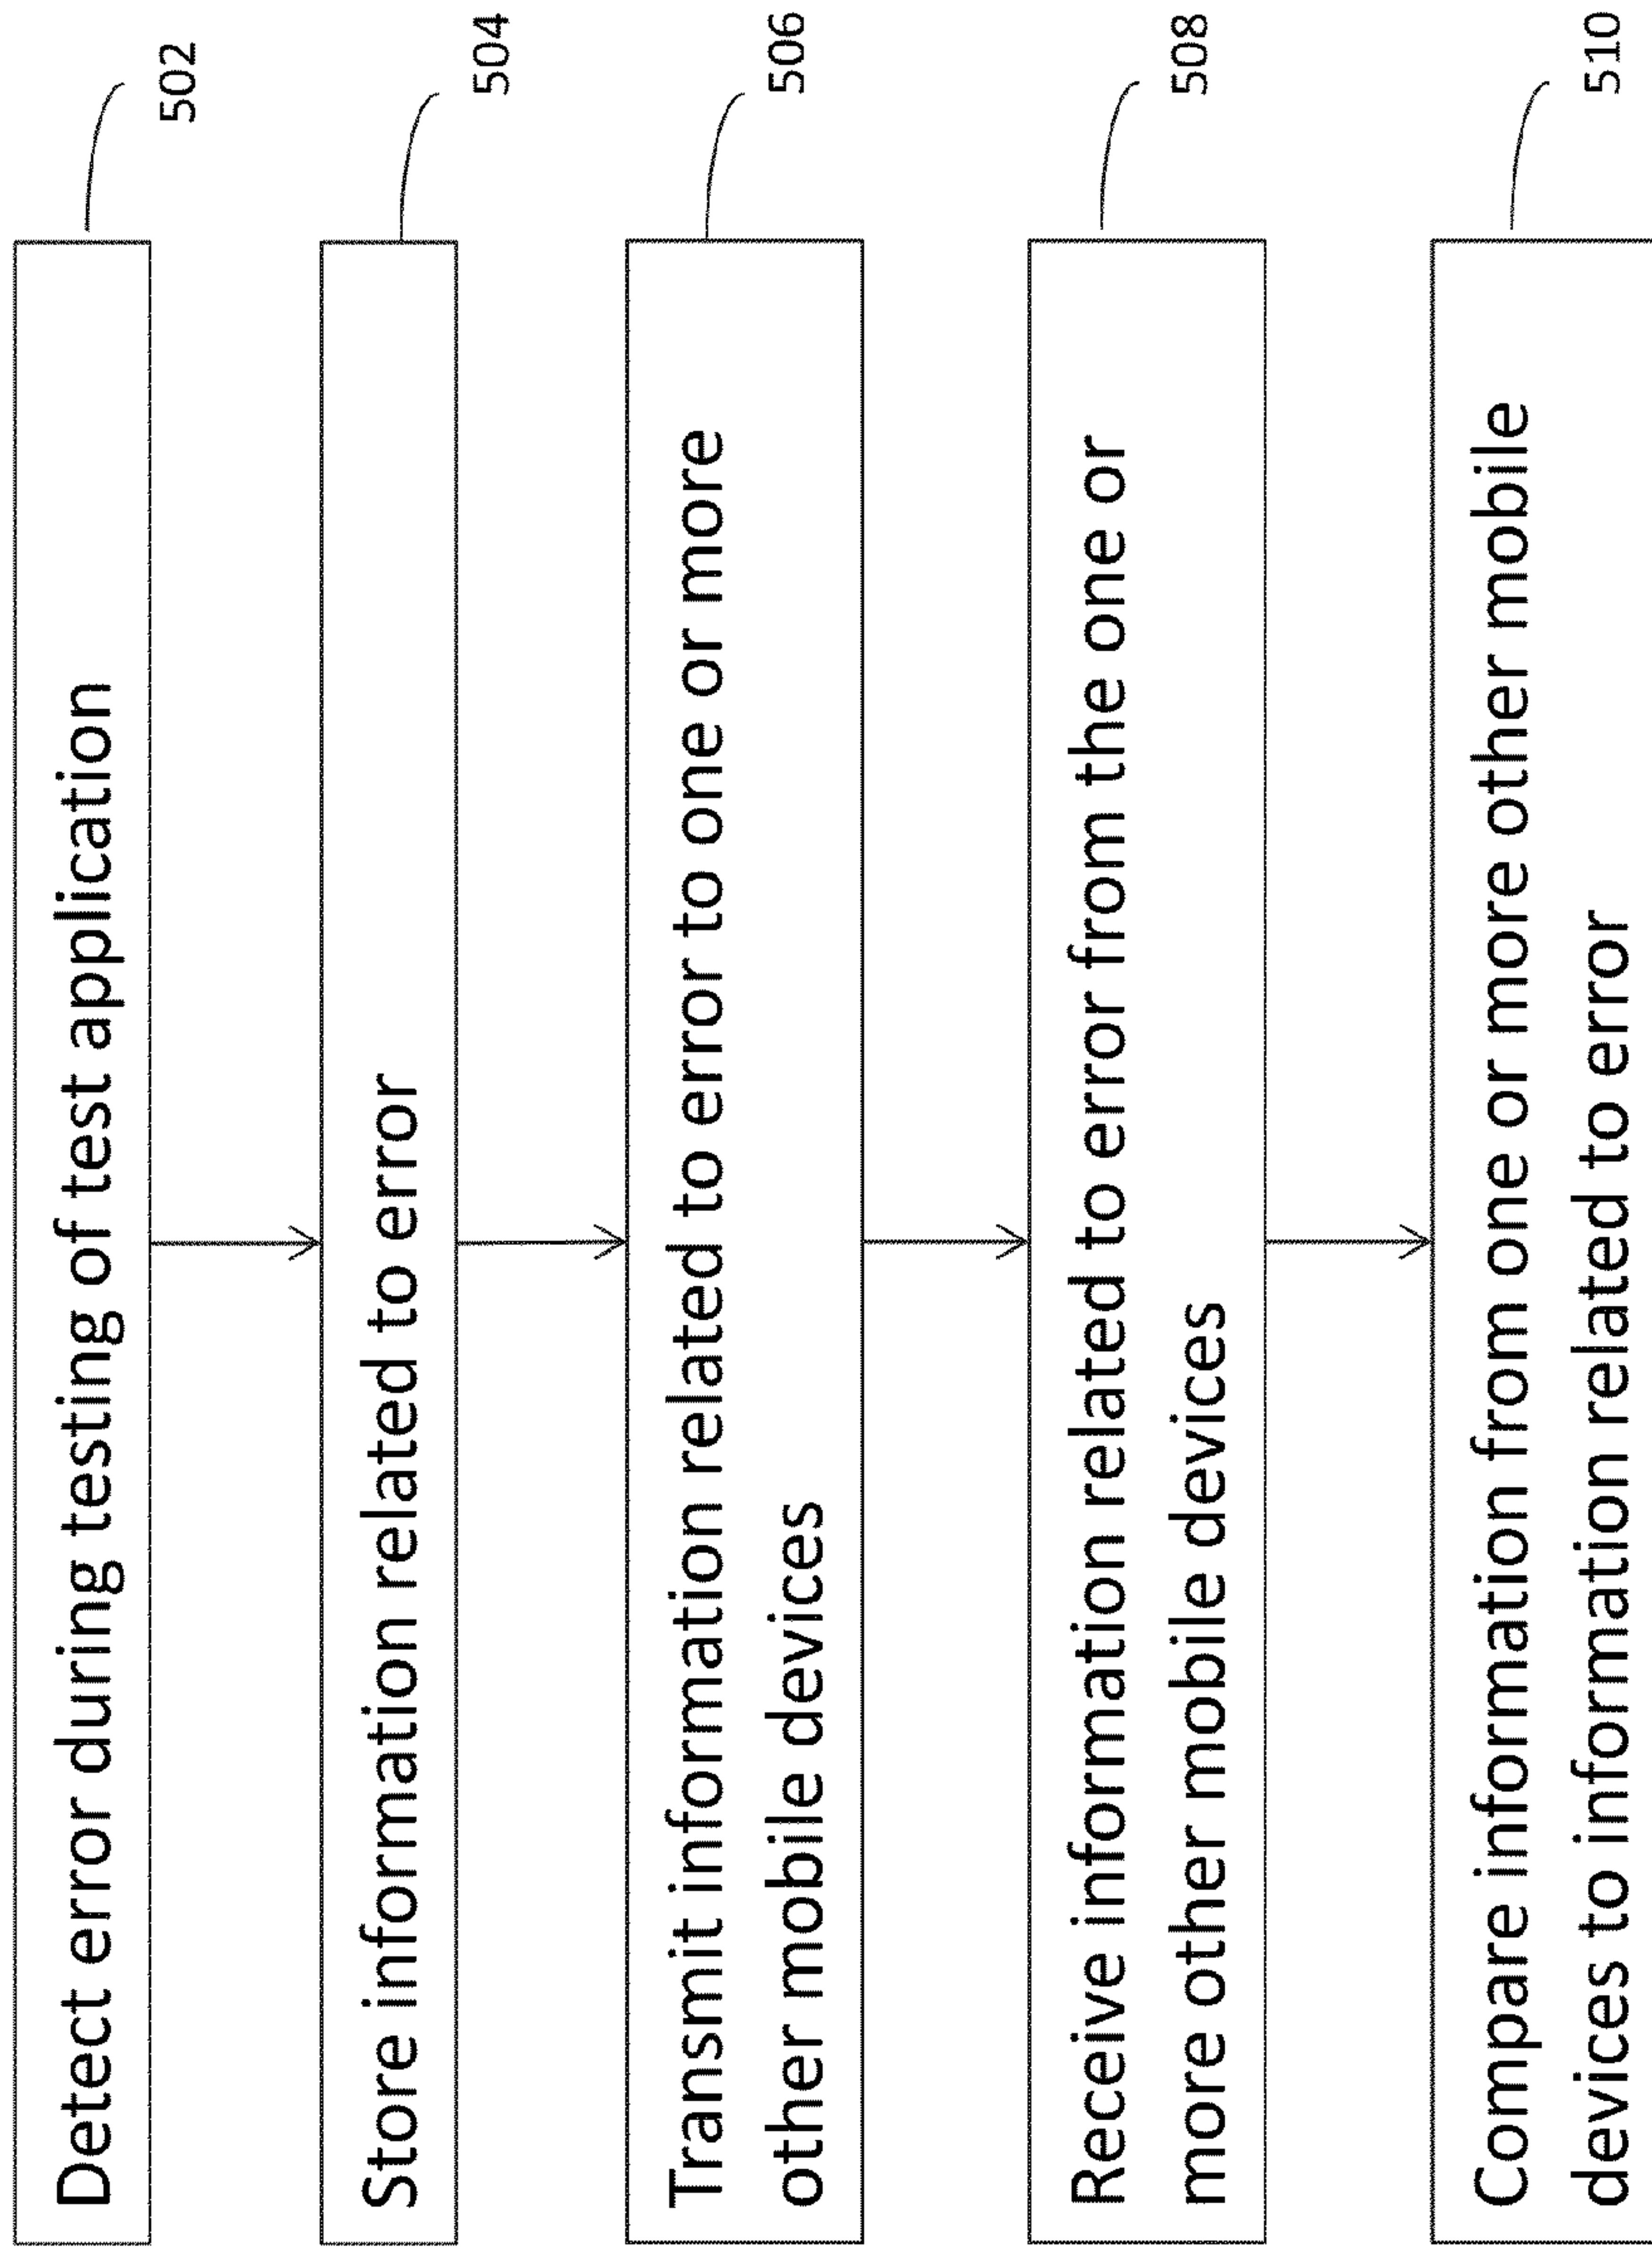 Detect error during testing of test application
502
Store information related to error
504
Transmit information related to error to one or more
other mobile devices
506
Receive information related to error from the one or
more other mobile devices
508
Compare information from one or more other mobile
devices to information related to error
510